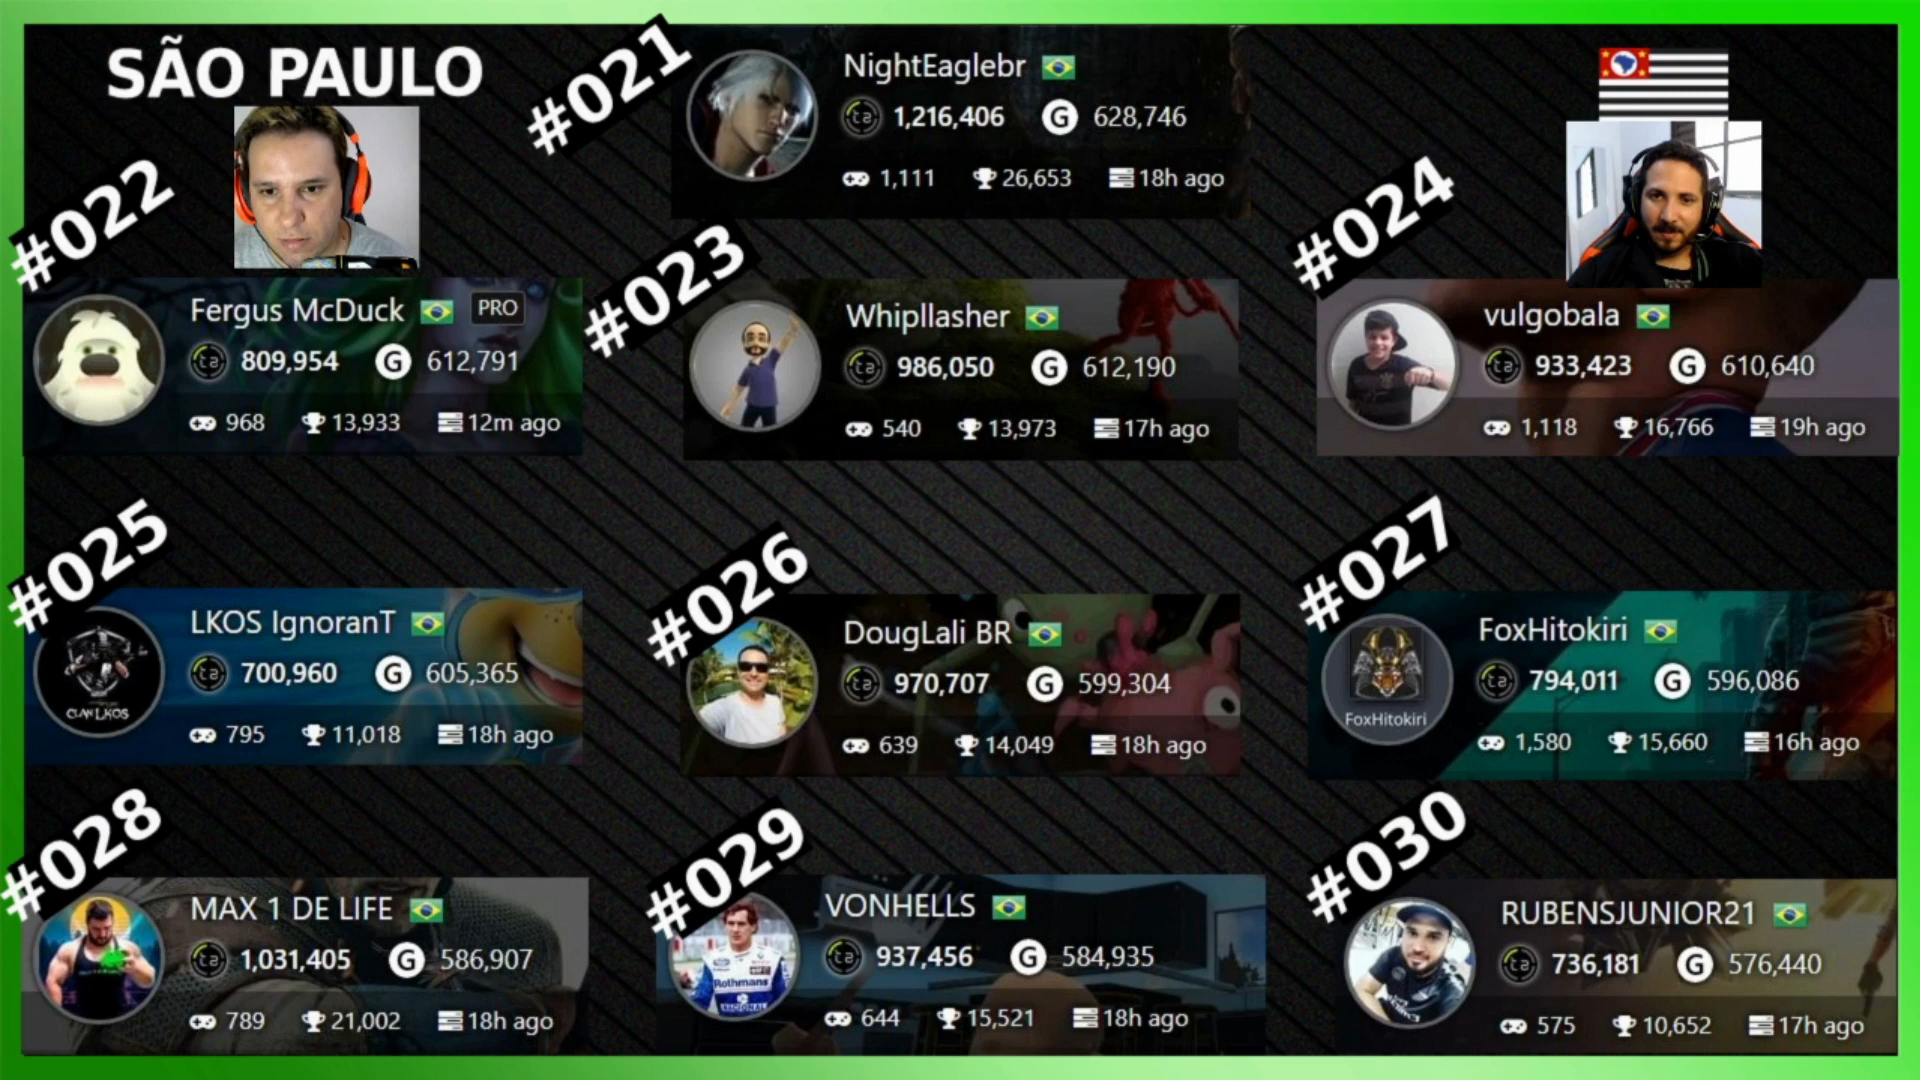 SÃO PAULO
#021
NightEaglebr
1,216,406 G 628,746
1,111 26,653 18h ago
#022
Fergus McDuck PRO
809,954 G 612,791
968 13,933 12m ago
#023
Whipllasher
986,050 G 612,190
540 13,973 17h ago
#024
vulgobala
933,423 G 610,640
1,118 16,766 19h ago
#025
LKOS IgnoranT
700,960 G 605,365
795 11,018 18h ago
CLAN LKOS
#026
DougLali BR
970,707 G 599,304
639 14,049 18h ago
#027
FoxHitokiri
794,011 G 596,086
FoxHitokiri
1,580 15,660 16h ago
#028
MAX 1 DE LIFE
1,031,405 G 586,907
789 21,002 18h ago
#029
VONHELLS
937,456 G 584,935
Rothmans
644 15,521 18h ago
#030
RUBENSJUNIOR21
736,181 G 576,440
575 10,652 17h ago